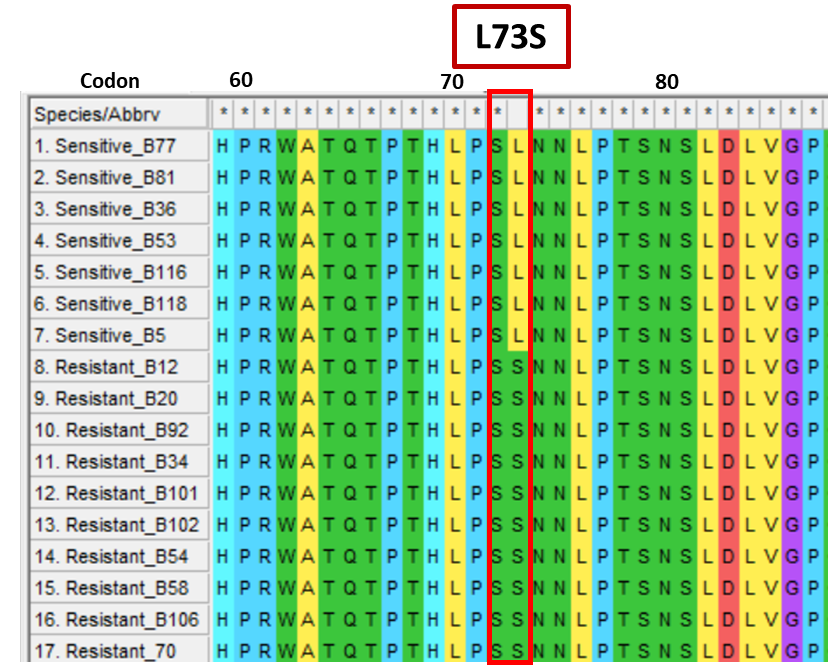 L73S
Codon 60 70 80
Species/Abbrv * * * * * * * * * * * * * * * * * * * * * * * * * * * *
1. Sensitive_B77 H P R W A T Q T P T H L P S L N N L P T S N S L D L V G P
2. Sensitive_B81 H P R W A T Q T P T H L P S L N N L P T S N S L D L V G P
3. Sensitive_B36 H P R W A T Q T P T H L P S L N N L P T S N S L D L V G P
4. Sensitive_B53 H P R W A T Q T P T H L P S L N N L P T S N S L D L V G P
5. Sensitive_B116 H P R W A T Q T P T H L P S L N N L P T S N S L D L V G P
6. Sensitive_B118 H P R W A T Q T P T H L P S L N N L P T S N S L D L V G P
7. Sensitive_B5 H P R W A T Q T P T H L P S L N N L P T S N S L D L V G P
8. Resistant_B12 H P R W A T Q T P T H L P S S N N L P T S N S L D L V G P
9. Resistant_B20 H P R W A T Q T P T H L P S S N N L P T S N S L D L V G P
10. Resistant_B92 H P R W A T Q T P T H L P S S N N L P T S N S L D L V G P
11. Resistant_B34 H P R W A T Q T P T H L P S S N N L P T S N S L D L V G P
12. Resistant_B101 H P R W A T Q T P T H L P S S N N L P T S N S L D L V G P
13. Resistant_B102 H P R W A T Q T P T H L P S S N N L P T S N S L D L V G P
14. Resistant_B54 H P R W A T Q T P T H L P S S N N L P T S N S L D L V G P
15. Resistant_B58 H P R W A T Q T P T H L P S S N N L P T S N S L D L V G P
16. Resistant_B106 H P R W A T Q T P T H L P S S N N L P T S N S L D L V G P
17. Resistant_70 H P R W A T Q T P T H L P S S N N L P T S N S L D L V G P